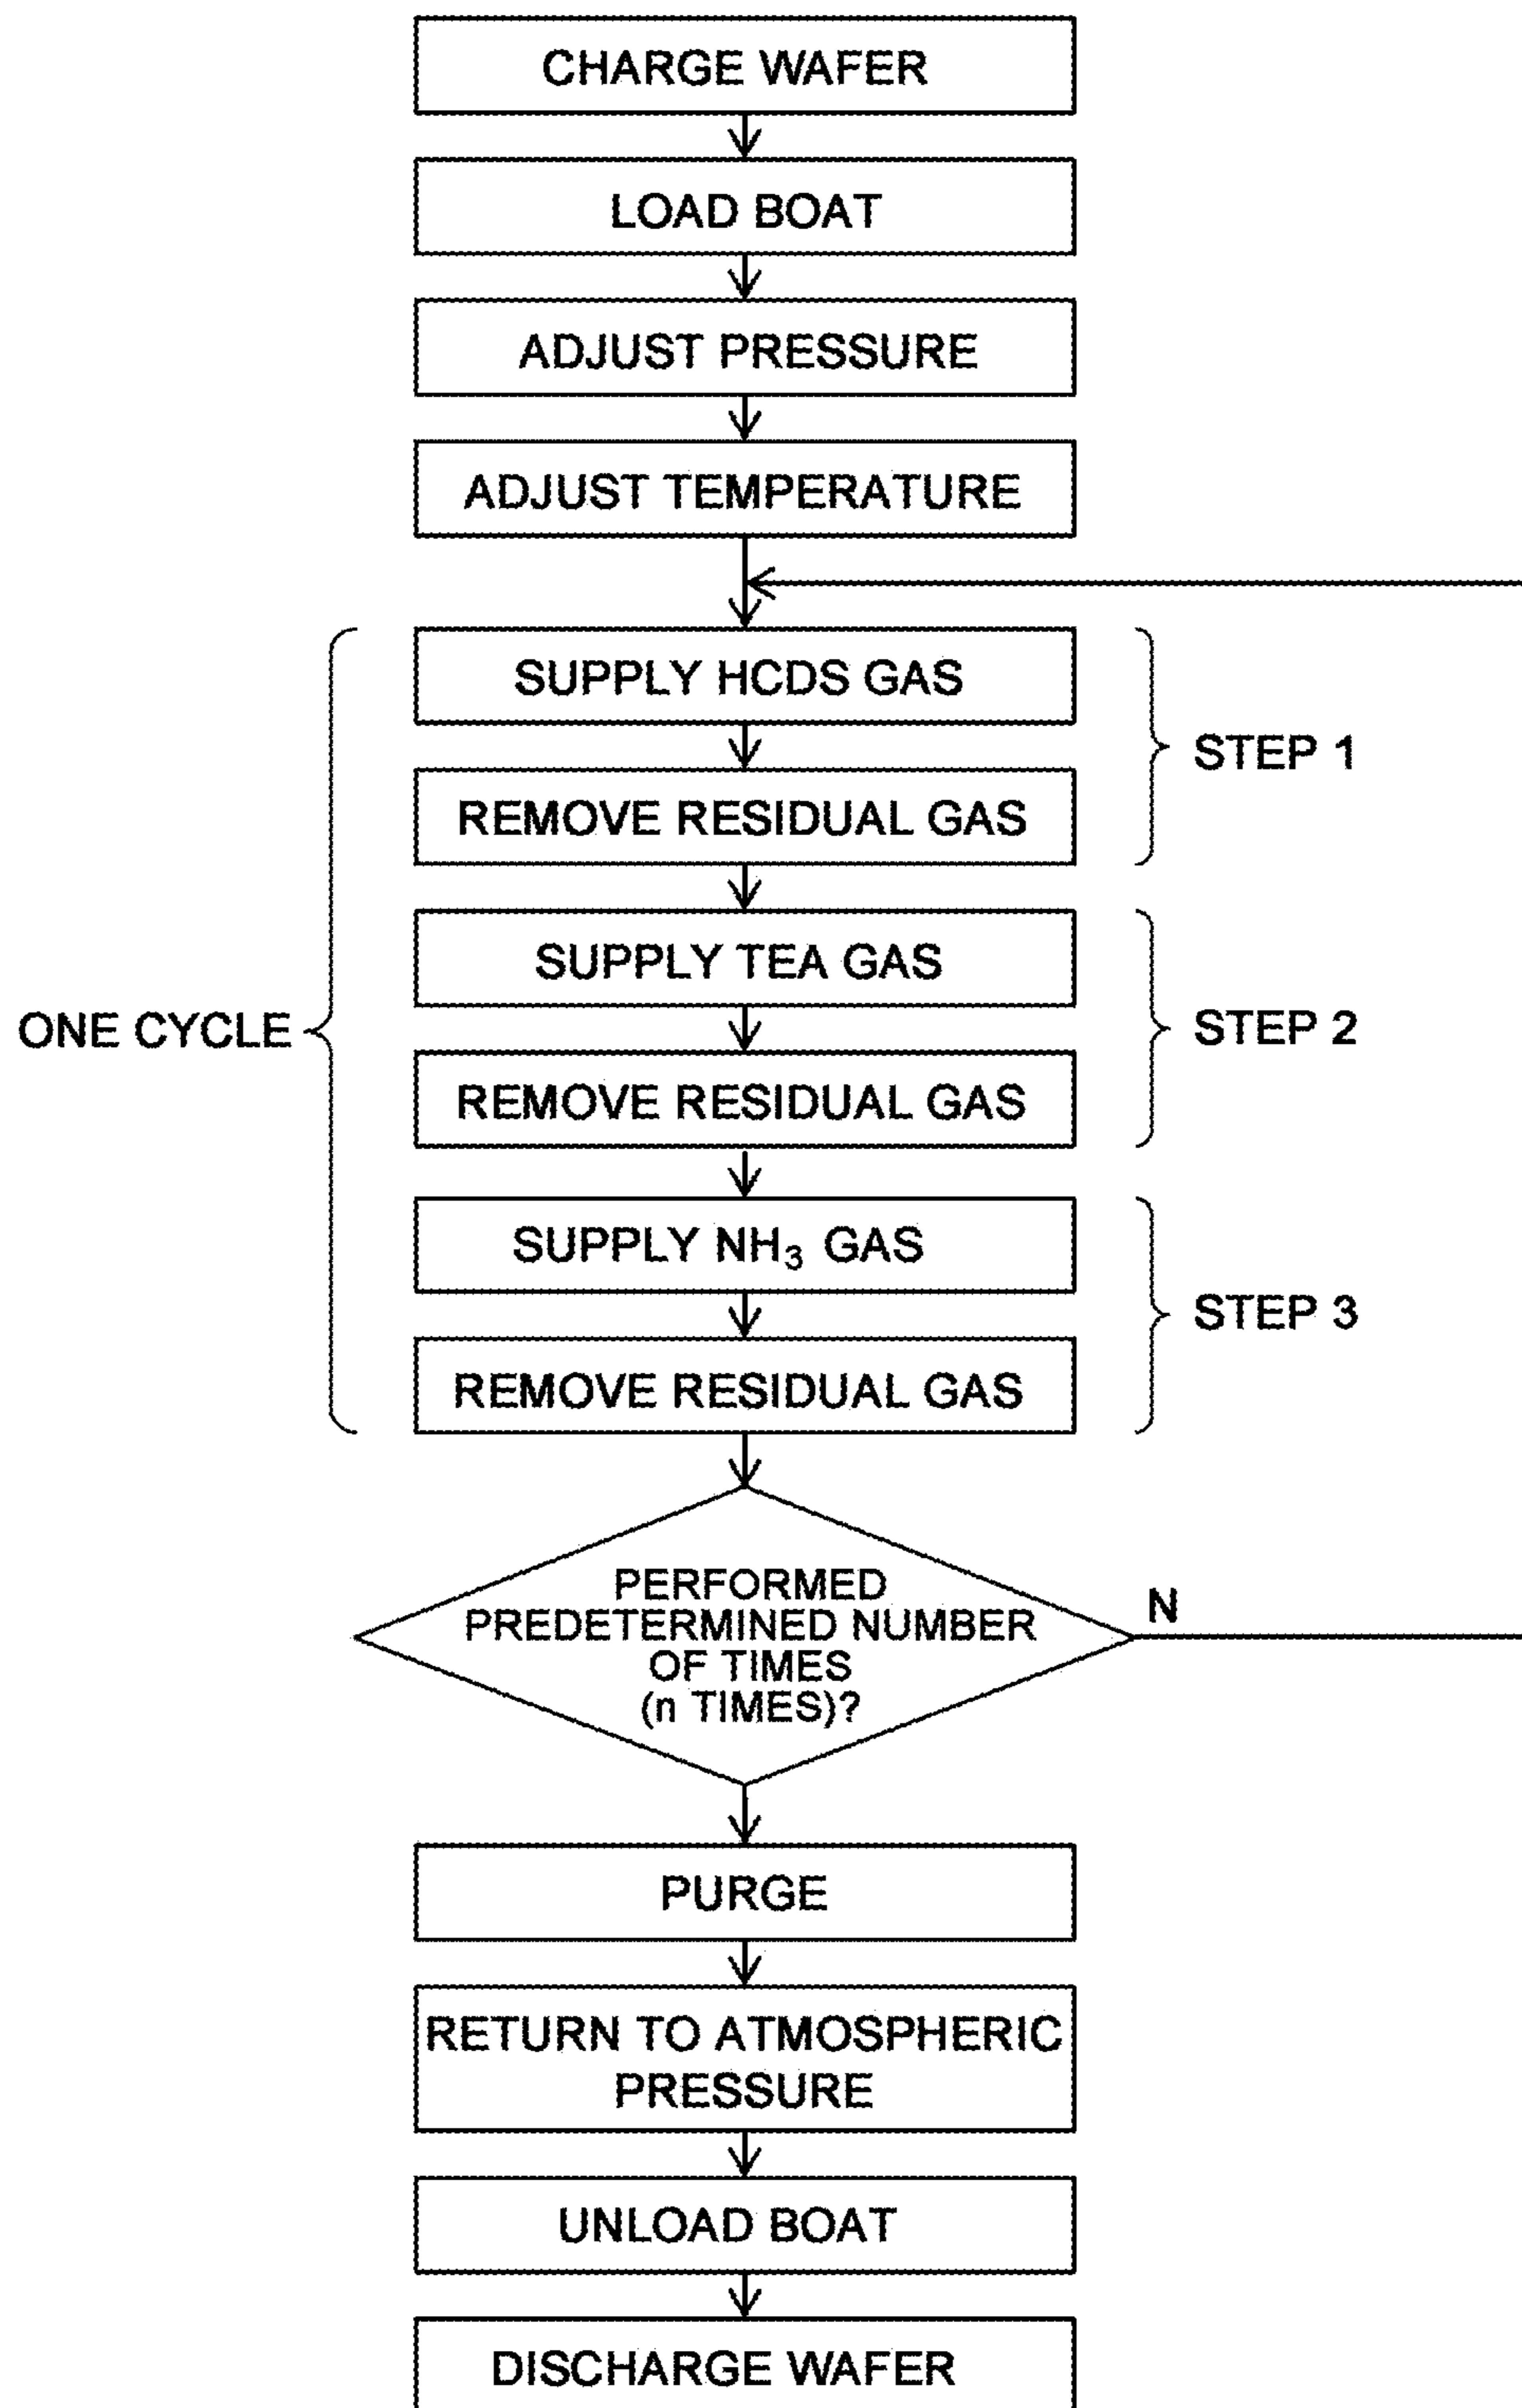 CHARGE WAFER
LOAD BOAT
ADJUST PRESSURE
ADJUST TEMPERATURE
SUPPLY HCDS GAS
STEP 1
REMOVE RESIDUAL GAS
SUPPLY TEA GAS
ONE CYCLE
STEP 2
REMOVE RESIDUAL GAS
SUPPLY NH₃ GAS
STEP 3
REMOVE RESIDUAL GAS
PERFORMED
PREDETERMINED NUMBER
OF TIMES
(n TIMES)?
N
PURGE
RETURN TO ATMOSPHERIC
PRESSURE
UNLOAD BOAT
DISCHARGE WAFER